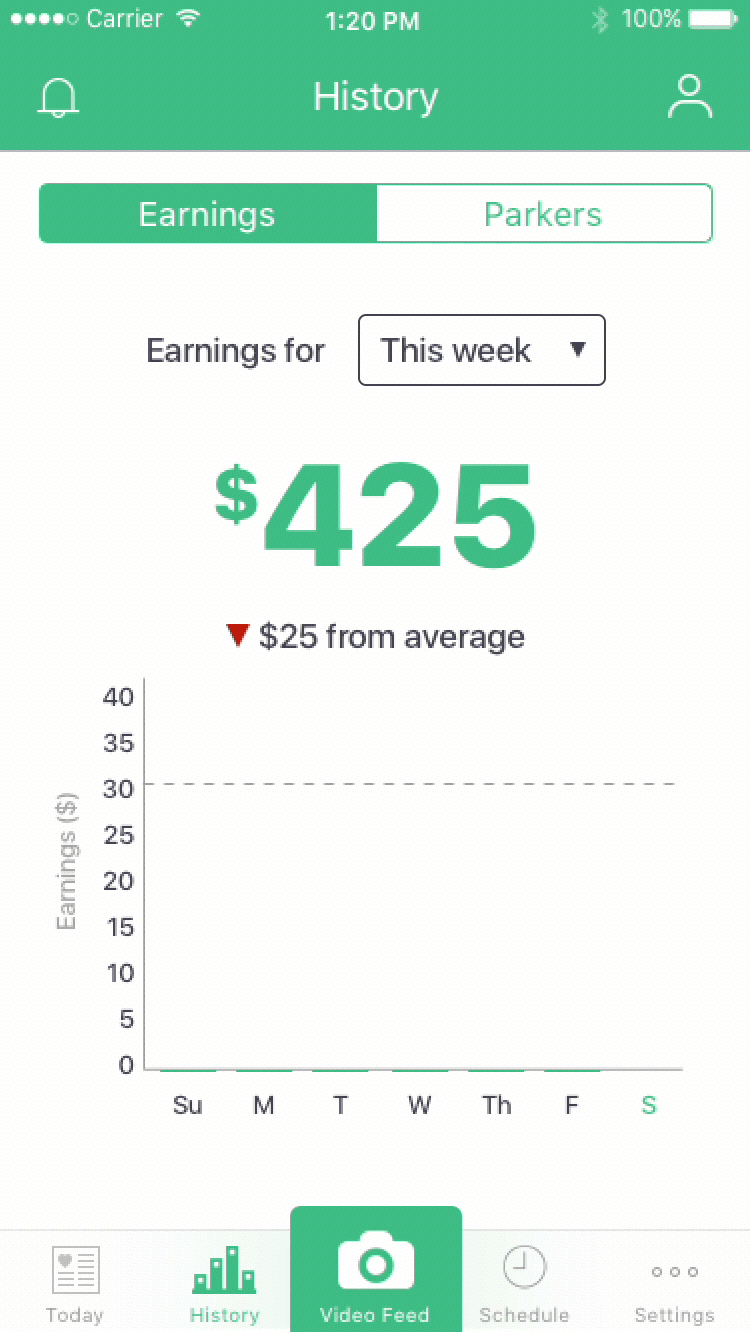 Carrier 1:20 PM 100%
History
Earnings Parkers
Earnings for This week ▼
$425
▼ $25 from average
40
35
30
25
20
15
10
5
0
Earnings ($)
Su M T W Th F S
Today History Video Feed Schedule Settings